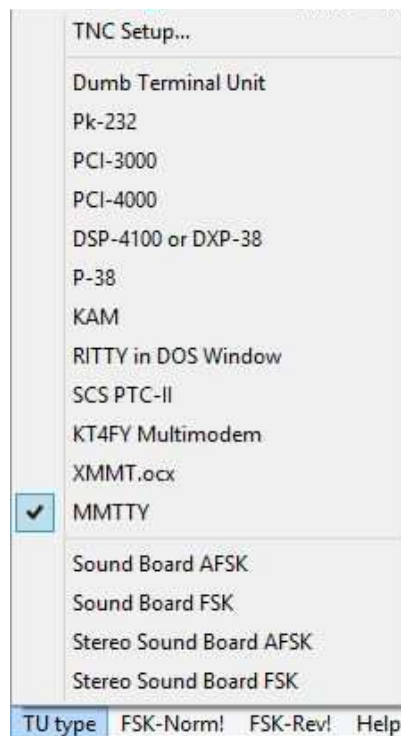 TNC Setup...
Dumb Terminal Unit
Pk-232
PCI-3000
PCI-4000
DSP-4100 or DXP-38
P-38
KAM
RITTY in DOS Window
SCS PTC-II
KT4FY Multimodem
XMMT.ocx
MMTTY
Sound Board AFSK
Sound Board FSK
Stereo Sound Board AFSK
Stereo Sound Board FSK
TU type FSK-Norm! FSK-Rev! Help